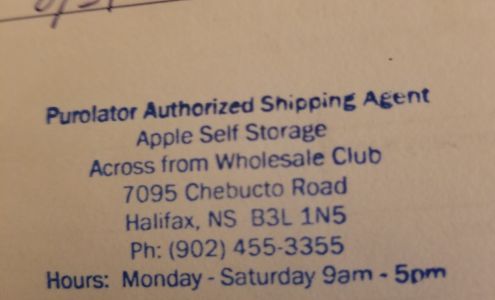 Purolator Authorized Shipping Agent
Apple Self Storage
Across from Wholesale Club
7095 Chebucto Road
Halifax, NS B3L 1N5
Ph: (902) 455-3355
Hours: Monday - Saturday 9am - 5pm